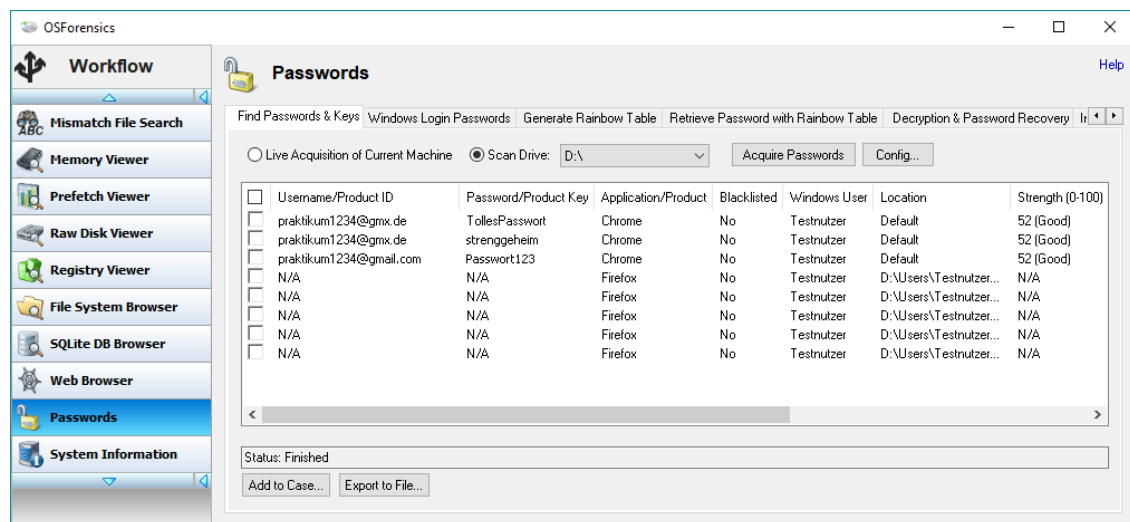 OSForensics
Workflow
Mismatch File Search
Memory Viewer
Prefetch Viewer
Raw Disk Viewer
Registry Viewer
File System Browser
SQLite DB Browser
Web Browser
Passwords
System Information
Passwords
Help
Find Passwords & Keys Windows Login Passwords Generate Rainbow Table Retrieve Password with Rainbow Table Decryption & Password Recovery
Live Acquisition of Current Machine Scan Drive: D:\ Acquire Passwords Config...
Username/Product ID Password/Product Key Application/Product Blacklisted Windows User Location Strength (0-100)
praktikum1234@gmx.de TollesPasswort Chrome No Testnutzer Default 52 (Good)
praktikum1234@gmx.de strenggeheim Chrome No Testnutzer Default 52 (Good)
praktikum1234@gmail.com Passwort123 Chrome No Testnutzer Default 52 (Good)
N/A N/A Firefox No Testnutzer D:\Users\Testnutzer... N/A
N/A N/A Firefox No Testnutzer D:\Users\Testnutzer... N/A
N/A N/A Firefox No Testnutzer D:\Users\Testnutzer... N/A
N/A N/A Firefox No Testnutzer D:\Users\Testnutzer... N/A
N/A N/A Firefox No Testnutzer D:\Users\Testnutzer... N/A
Status: Finished
Add to Case... Export to File...